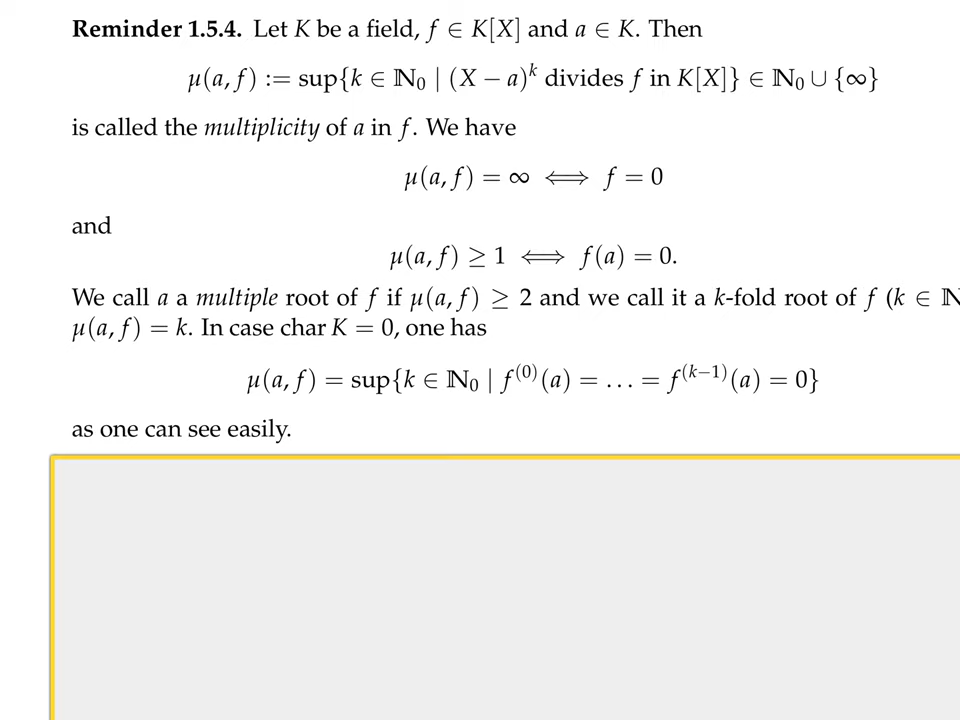 Reminder 1.5.4. Let K be a field, f ∈ K[X] and a ∈ K. Then
μ(a, f) := sup{k ∈ ℕ₀ | (X − a)ᵏ divides f in K[X]} ∈ ℕ₀ ∪ {∞}
is called the multiplicity of a in f. We have
μ(a, f) = ∞ ⟺ f = 0
and
μ(a, f) ≥ 1 ⟺ f(a) = 0.
We call a a multiple root of f if μ(a, f) ≥ 2 and we call it a k-fold root of f (k ∈
μ(a, f) = k. In case char K = 0, one has
μ(a, f) = sup{k ∈ ℕ₀ | f⁽⁰⁾(a) = . . . = f⁽ᵏ⁻¹⁾(a) = 0}
as one can see easily.